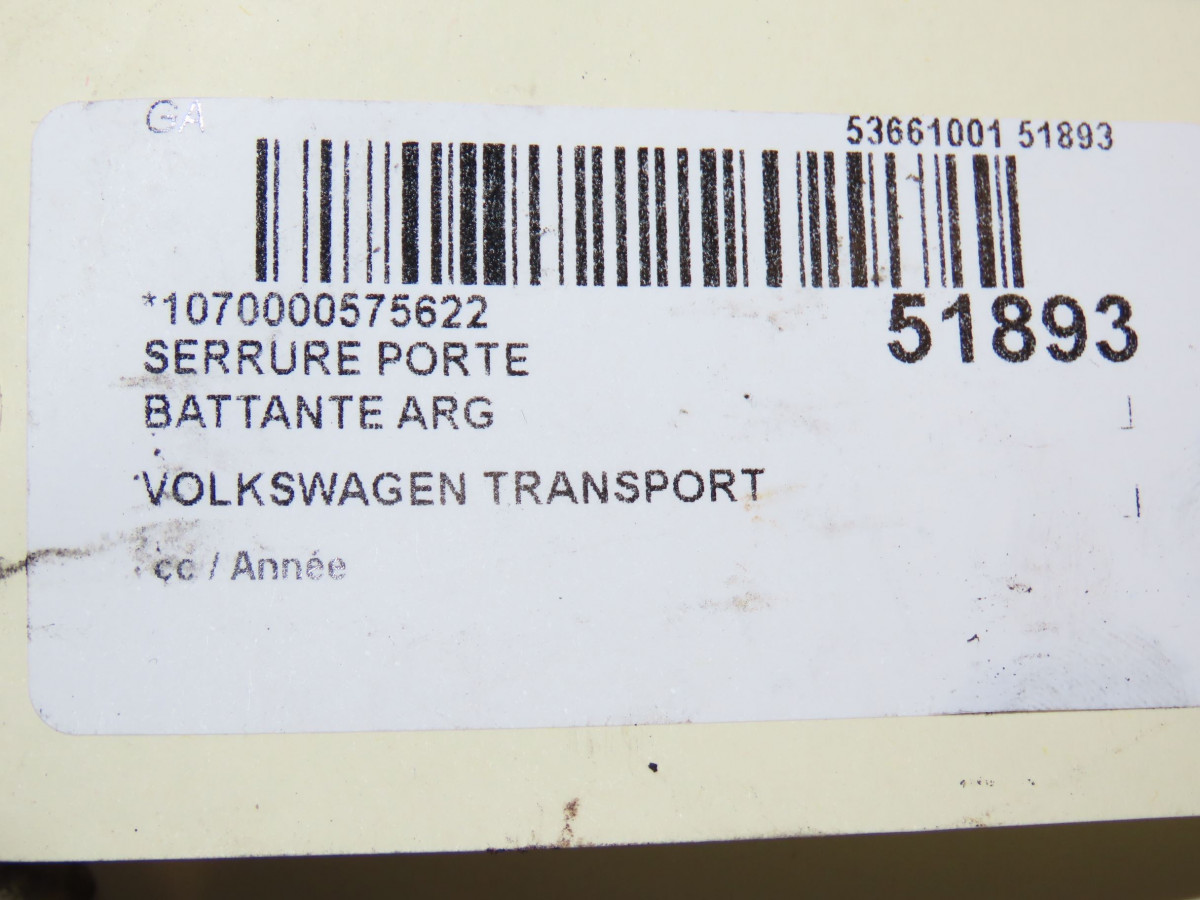 GA
53661001 51893
*1070000575622
51893
SERRURE PORTE
BATTANTE ARG
VOLKSWAGEN TRANSPORT
cc / Année